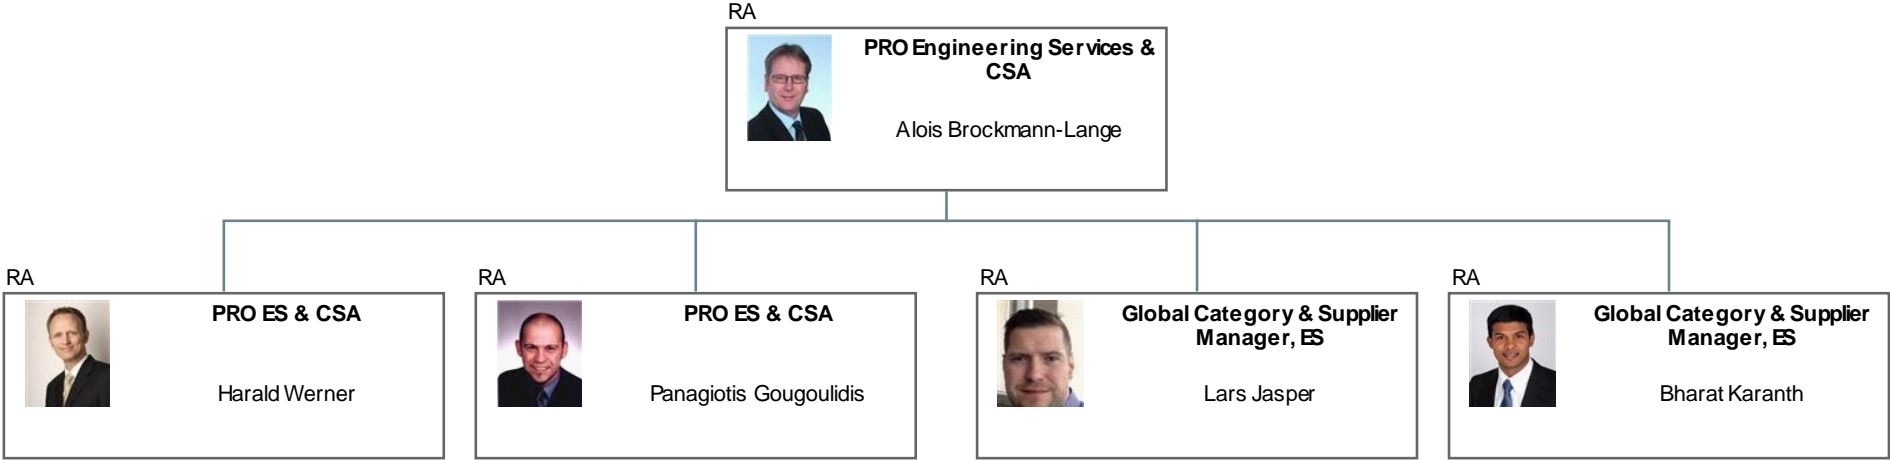 RA
PRO Engineering Services &
CSA
Alois Brockmann-Lange
RA
PRO ES & CSA
Harald Werner
RA
PRO ES & CSA
Panagiotis Gougoulidis
RA
Global Category & Supplier
Manager, ES
Lars Jasper
RA
Global Category & Supplier
Manager, ES
Bharat Karanth